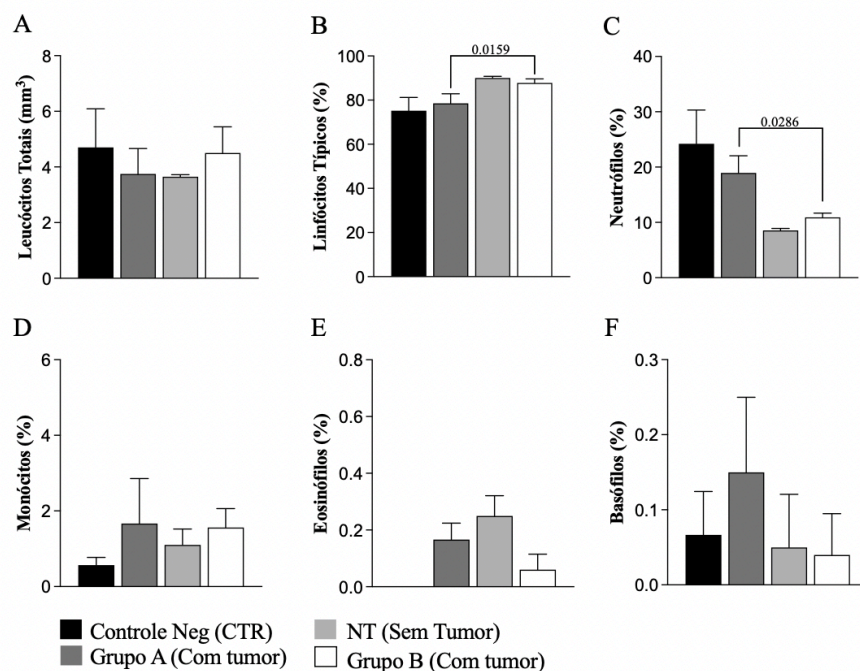 A
Leucócitos Totais (mm³)
8
6
4
2
0
B
Linfócitos Típicos (%)
100
80
60
40
20
0
0.0159
C
Neutrófilos (%)
40
30
20
10
0
0.0286
D
Monócitos (%)
6
4
2
0
E
Eosinófilos (%)
0.8
0.6
0.4
0.2
0.0
F
Basófilos (%)
0.3
0.2
0.1
0.0
Controle Neg (CTR)
NT (Sem Tumor)
Grupo A (Com tumor)
Grupo B (Com tumor)